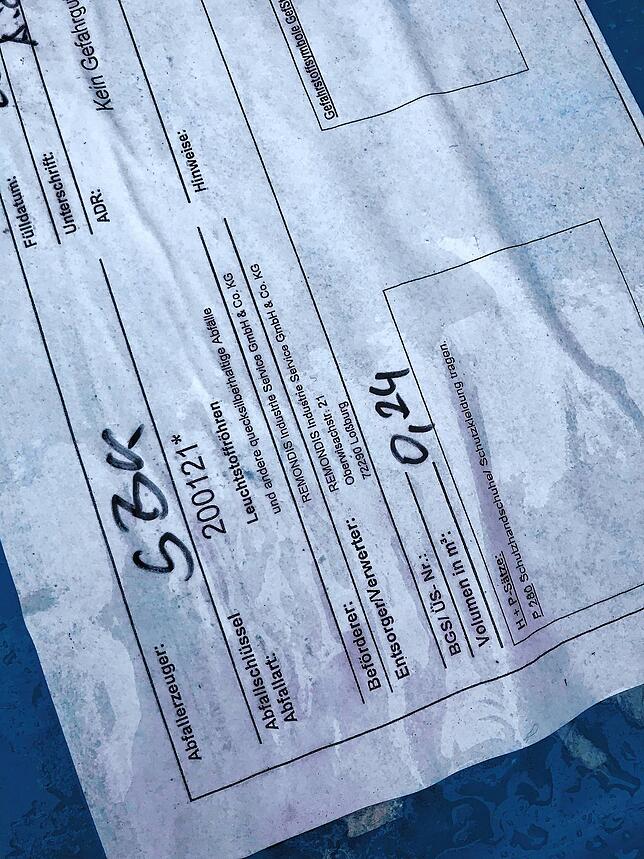 Abfallerzeuger: SBK
Abfallschlüssel 200121*
Abfallart: Leuchtstoffröhren
und andere quecksilberhaltige Abfälle
Beförderer: REMONDIS Industrie Service GmbH & Co. KG
Entsorger/Verwerter: REMONDIS Industrie Service GmbH & Co. KG
Oberwiesachstr. 21
72290 Loßburg
BGS/ ÜS. Nr.:
Volumen in m³: 0,24
H + P-Sätze:
P 280 Schutzhandschuhe/ Schutzkleidung tragen.
Fülldatum:
Unterschrift:
ADR: Kein
Hinweise:
Gefahrstoffsymbole